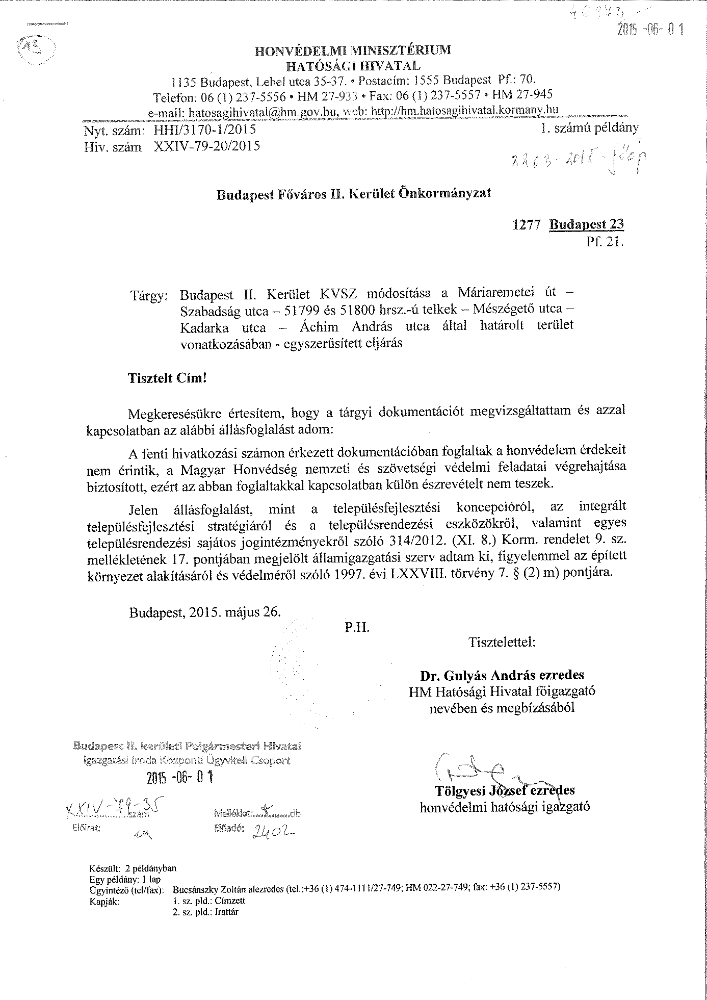 46973
2015 -06- 01
13
HONVÉDELMI MINISZTÉRIUM
HATÓSÁGI HIVATAL
1135 Budapest, Lehel utca 35-37. • Postacím: 1555 Budapest Pf.: 70.
Telefon: 06 (1) 237-5556 • HM 27-933 • Fax: 06 (1) 237-5557 • HM 27-945
e-mail: hatosagihivatal@hm.gov.hu, web: http://hm.hatosagihivatal.kormany.hu
Nyt. szám: HHI/3170-1/2015 1. számú példány
Hiv. szám XXIV-79-20/2015
2203-2015-főép
Budapest Főváros II. Kerület Önkormányzat
1277 Budapest 23
Pf. 21.
Tárgy: Budapest II. Kerület KVSZ módosítása a Máriaremetei út –
Szabadság utca – 51799 és 51800 hrsz.-ú telkek – Mészégető utca –
Kadarka utca – Áchim András utca által határolt terület
vonatkozásában - egyszerűsített eljárás
Tisztelt Cím!
Megkeresésükre értesítem, hogy a tárgyi dokumentációt megvizsgáltattam és azzal
kapcsolatban az alábbi állásfoglalást adom:
A fenti hivatkozási számon érkezett dokumentációban foglaltak a honvédelem érdekeit
nem érintik, a Magyar Honvédség nemzeti és szövetségi védelmi feladatai végrehajtása
biztosított, ezért az abban foglaltakkal kapcsolatban külön észrevételt nem teszek.
Jelen állásfoglalást, mint a településfejlesztési koncepcióról, az integrált
településfejlesztési stratégiáról és a településrendezési eszközökről, valamint egyes
településrendezési sajátos jogintézményekről szóló 314/2012. (XI. 8.) Korm. rendelet 9. sz.
mellékletének 17. pontjában megjelölt államigazgatási szerv adtam ki, figyelemmel az épített
környezet alakításáról és védelméről szóló 1997. évi LXXVIII. törvény 7. § (2) m) pontjára.
Budapest, 2015. május 26.
P.H.
Tisztelettel:
Dr. Gulyás András ezredes
HM Hatósági Hivatal főigazgató
nevében és megbízásából
Budapest II. kerületi Polgármesteri Hivatal
Igazgatási Iroda Központi Ügyviteli Csoport
2015 -06- 01
Tölgyesi József ezredes
honvédelmi hatósági igazgató
XXIV-79-35 szám Melléklet:............db
Előirat: Előadó: 2402
Készült: 2 példányban
Egy példány: 1 lap
Ügyintéző (tel/fax): Bucsánszky Zoltán alezredes (tel.:+36 (1) 474-1111/27-749; HM 022-27-749; fax: +36 (1) 237-5557)
Kapják: 1. sz. pld.: Címzett
2. sz. pld.: Irattár